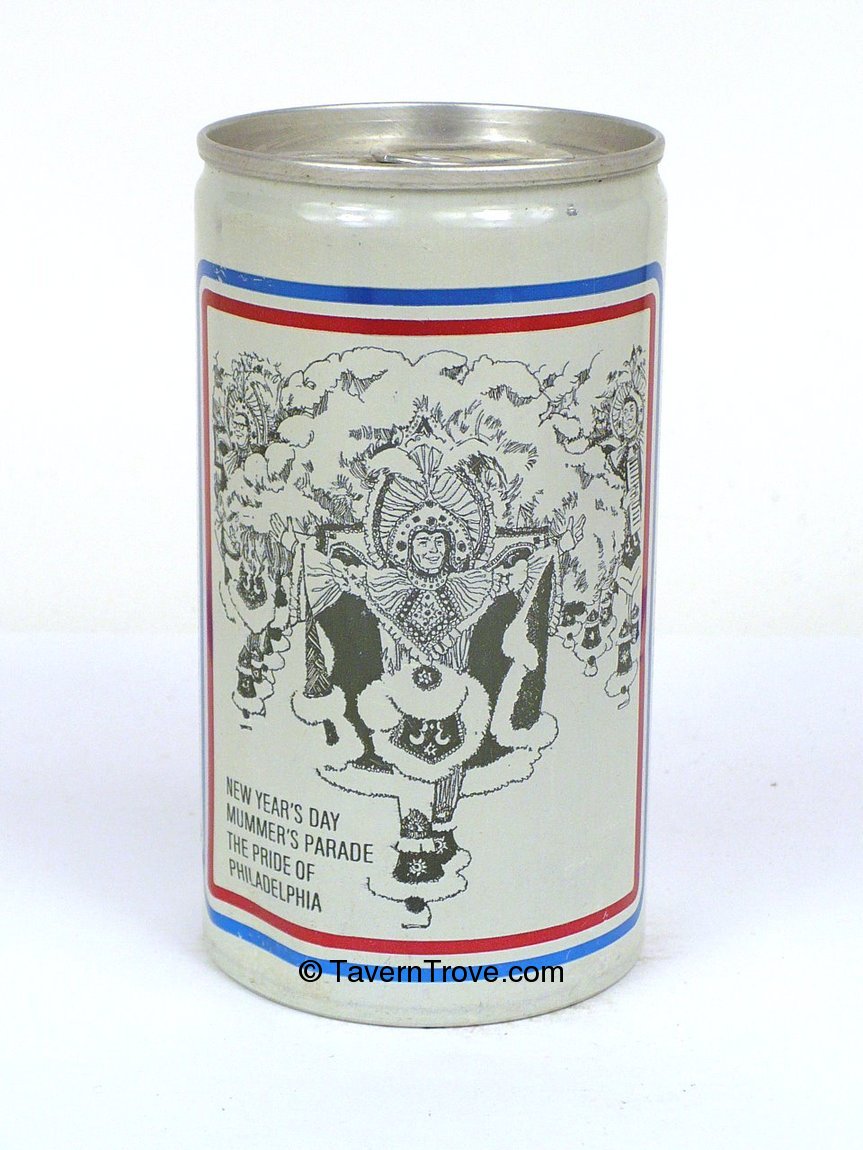 NEW YEAR'S DAY
MUMMER'S PARADE
THE PRIDE OF
PHILADELPHIA
© TavernTrove.com